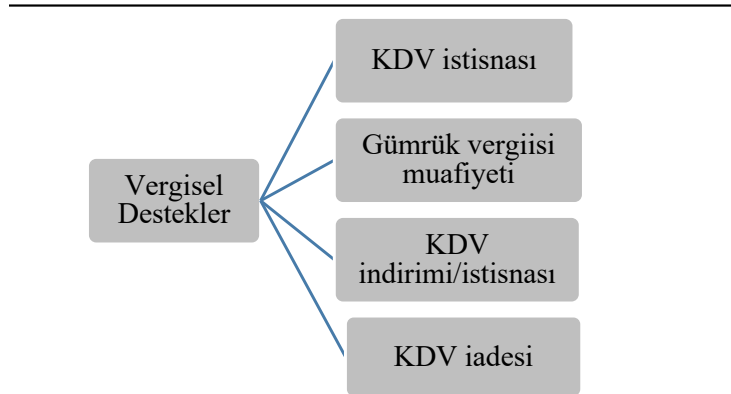 KDV istisnası
Gümrük vergiisi
muafiyeti
Vergisel
Destekler
KDV
indirimi/istisnası
KDV iadesi